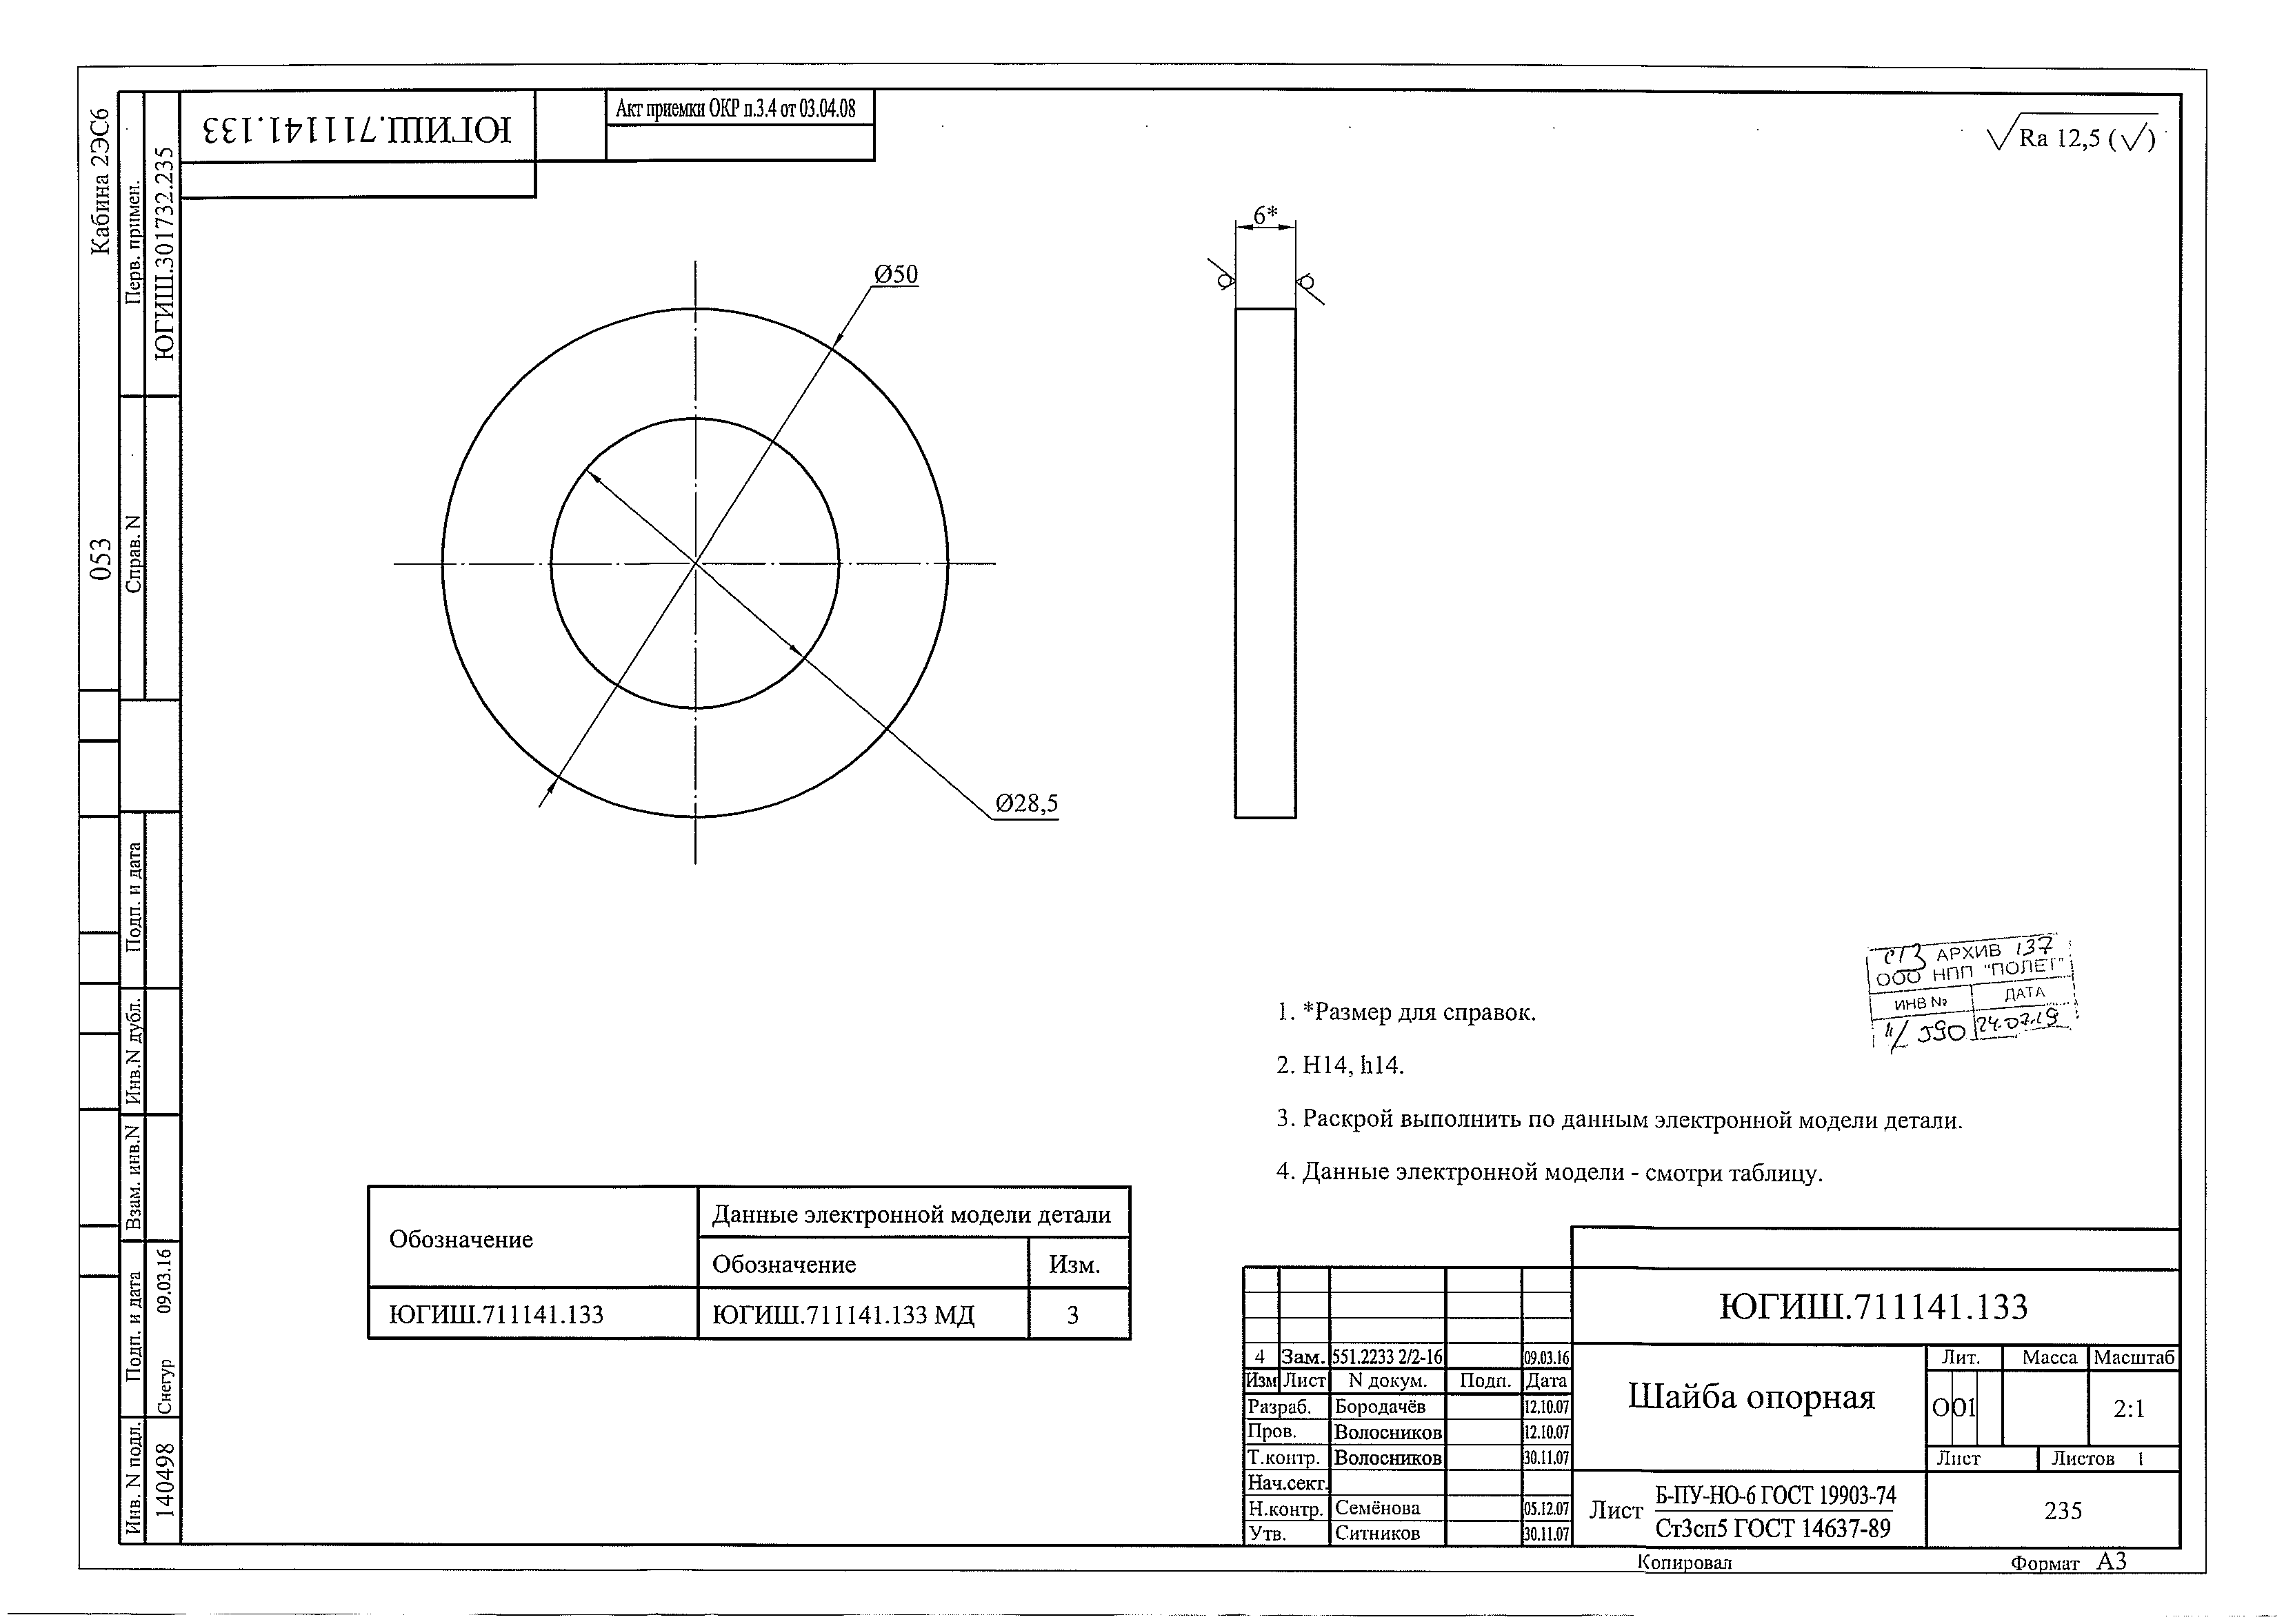 ЮГИШ.711141.133
Акт приемки ОКР п.3.4 от 03.04.08
Ra 12,5 (√)
Кабина 2ЭС6
Перв. примен.
ЮГИШ.301732.235
053
Справ. N
6*
Ø50
Ø28,5
Подп. и дата
Инв.N дубл.
Взам. инв.N
Подп. и дата
Снегур 09.03.16
Инв. N подл.
140498
СТЗ АРХИВ 137
ООО НПП "ПОЛЕТ"
ИНВ № ДАТА
24.07.19
1. *Размер для справок.
2. H14, h14.
3. Раскрой выполнить по данным электронной модели детали.
4. Данные электронной модели - смотри таблицу.
Обозначение
Данные электронной модели детали
Обозначение Изм.
ЮГИШ.711141.133 ЮГИШ.711141.133 МД 3
ЮГИШ.711141.133
4 Зам. 551.2233 2/2-16 09.03.16
Изм Лист N докум. Подп. Дата
Разраб. Бородачёв 12.10.07
Пров. Волосников 12.10.07
Т.контр. Волосников 30.11.07
Нач.сект.
Н.контр. Семёнова 05.12.07
Утв. Ситников 30.11.07
Шайба опорная
Лит. Масса Масштаб
О О1 2:1
Лист Листов 1
Лист Б-ПУ-НО-6 ГОСТ 19903-74
Ст3сп5 ГОСТ 14637-89
235
Копировал Формат А3